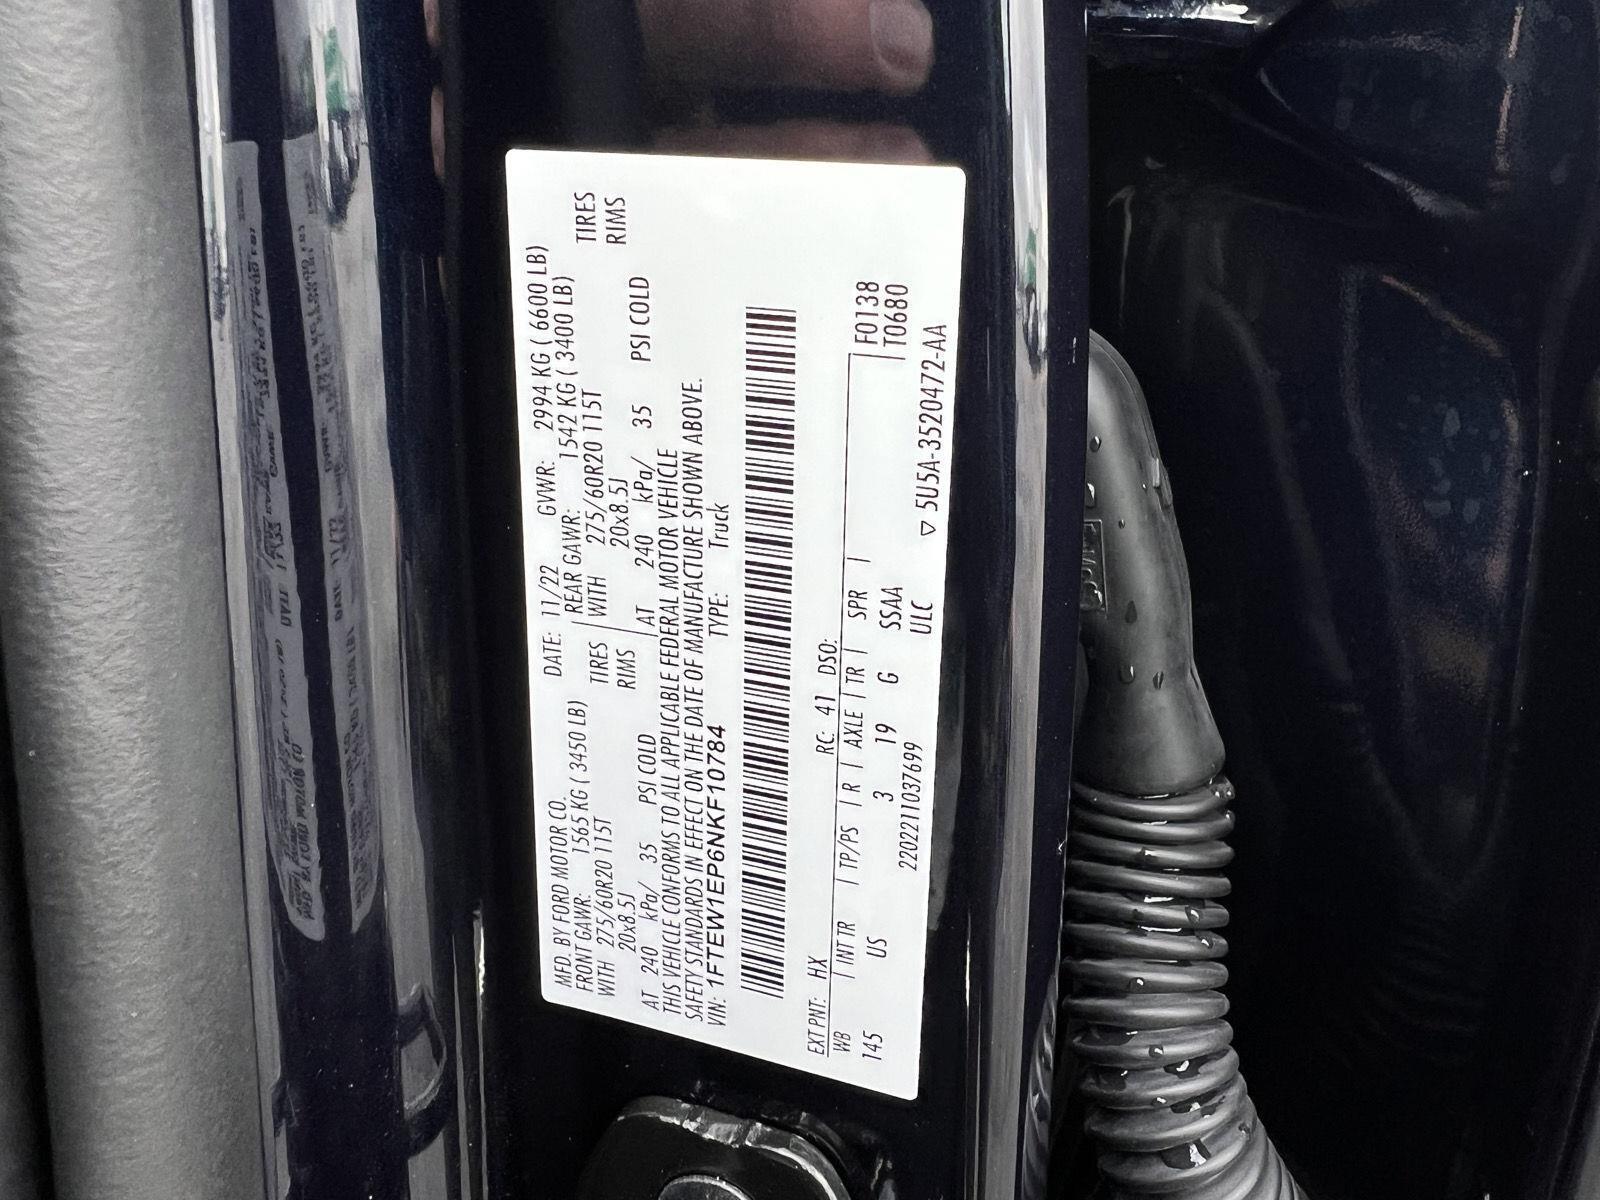 MFD. BY FORD MOTOR CO. DATE: 11/22 GVWR: 2994 KG ( 6600 LB)
FRONT GAWR: 1565 KG ( 3450 LB) REAR GAWR: 1542 KG ( 3400 LB)
WITH 275/60R20 115T TIRES WITH 275/60R20 115T TIRES
20x8.5J RIMS 20x8.5J RIMS
AT 240 kPa/ 35 PSI COLD AT 240 kPa/ 35 PSI COLD
THIS VEHICLE CONFORMS TO ALL APPLICABLE FEDERAL MOTOR VEHICLE
SAFETY STANDARDS IN EFFECT ON THE DATE OF MANUFACTURE SHOWN ABOVE.
VIN: 1FTEW1EP6NKF10784 TYPE: Truck
EXT PNT: HX RC: 41 DSO: F0138
WB INT TR TP/PS R AXLE TR SPR T0680
145 US 3 19 G SSAA
220221103769​9 ULC ▽ 5U5A-3520472-AA